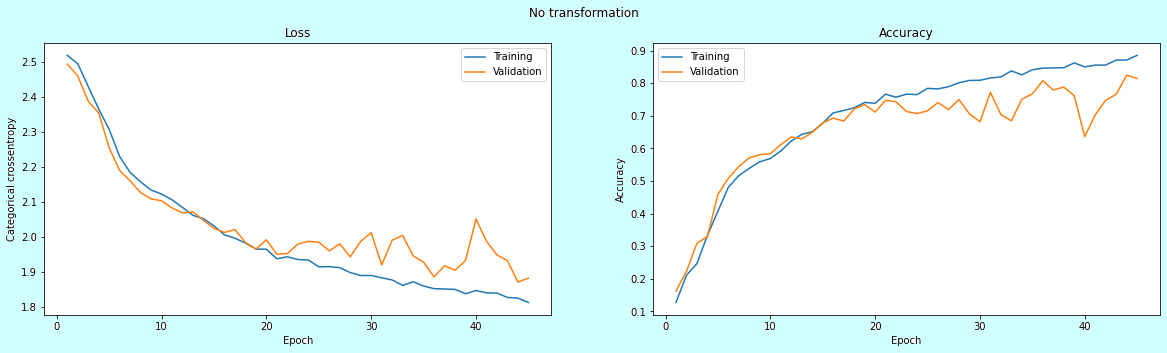 No transformation
Loss
Categorical crossentropy
2.5
2.4
2.3
2.2
2.1
2.0
1.9
1.8
Training
Validation
0 10 20 30 40
Epoch
Accuracy
Accuracy
0.9
0.8
0.7
0.6
0.5
0.4
0.3
0.2
0.1
Training
Validation
0 10 20 30 40
Epoch